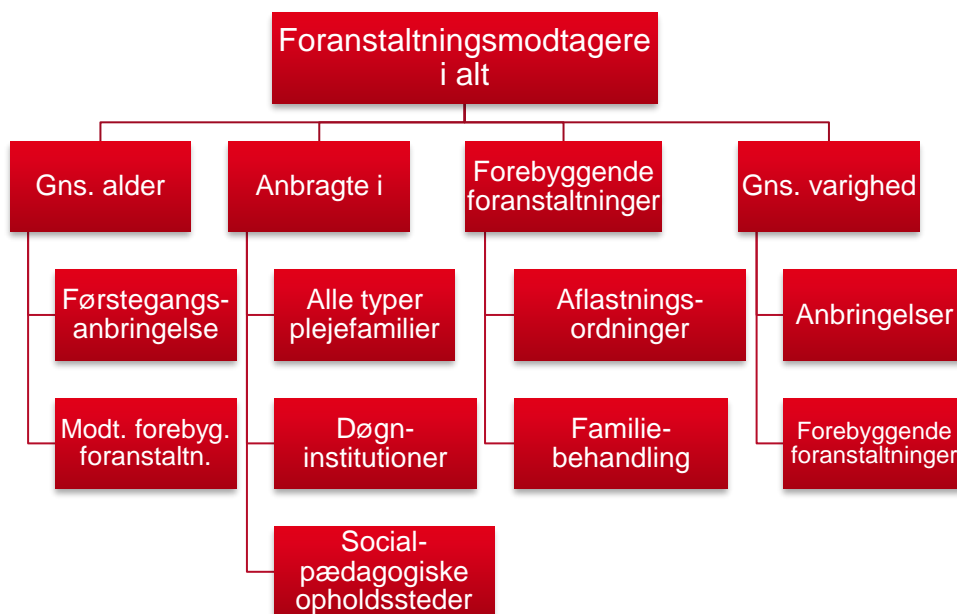 Foranstaltningsmodtagere
i alt
Gns. alder
Førstegangs-
anbringelse
Modt. forebyg.
foranstaltn.
Anbragte i
Alle typer
plejefamilier
Døgn-
institutioner
Social-
pædagogiske
opholdssteder
Forebyggende
foranstaltninger
Aflastnings-
ordninger
Familie-
behandling
Gns. varighed
Anbringelser
Forebyggende
foranstaltninger